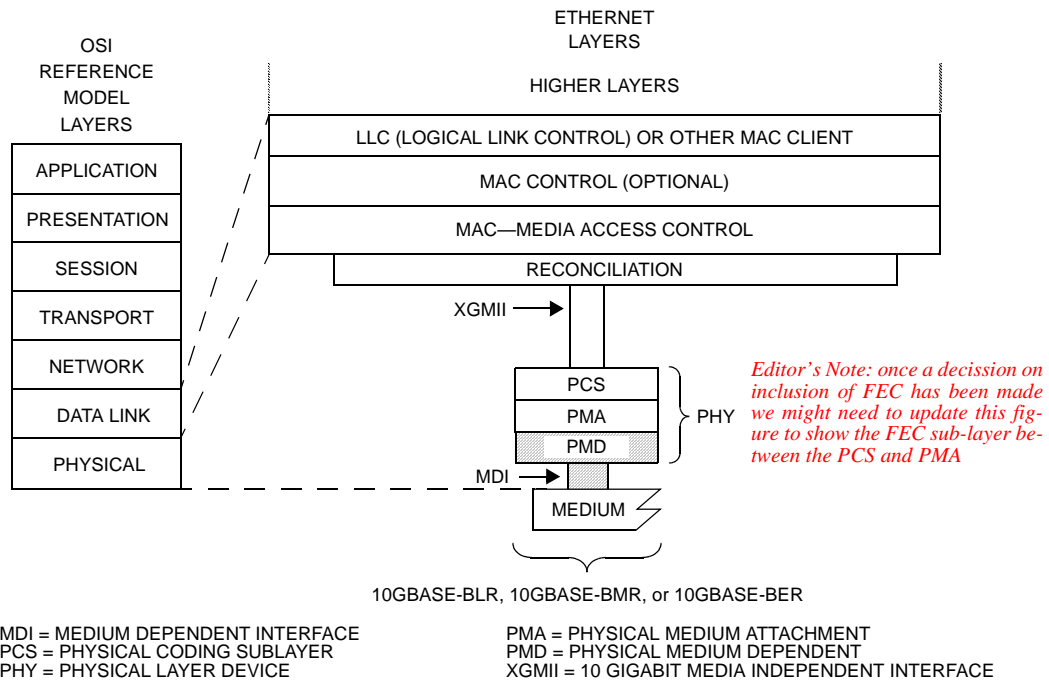 ETHERNET
LAYERS
OSI
REFERENCE
MODEL
LAYERS
HIGHER LAYERS
LLC (LOGICAL LINK CONTROL) OR OTHER MAC CLIENT
APPLICATION
MAC CONTROL (OPTIONAL)
PRESENTATION
MAC—MEDIA ACCESS CONTROL
SESSION
RECONCILIATION
TRANSPORT
XGMII
NETWORK
DATA LINK
PHYSICAL
PCS
PMA
PMD
PHY
Editor's Note: once a decission on
inclusion of FEC has been made
we might need to update this fig-
ure to show the FEC sub-layer be-
tween the PCS and PMA
MDI
MEDIUM
10GBASE-BLR, 10GBASE-BMR, or 10GBASE-BER
MDI = MEDIUM DEPENDENT INTERFACE
PCS = PHYSICAL CODING SUBLAYER
PHY = PHYSICAL LAYER DEVICE
PMA = PHYSICAL MEDIUM ATTACHMENT
PMD = PHYSICAL MEDIUM DEPENDENT
XGMII = 10 GIGABIT MEDIA INDEPENDENT INTERFACE